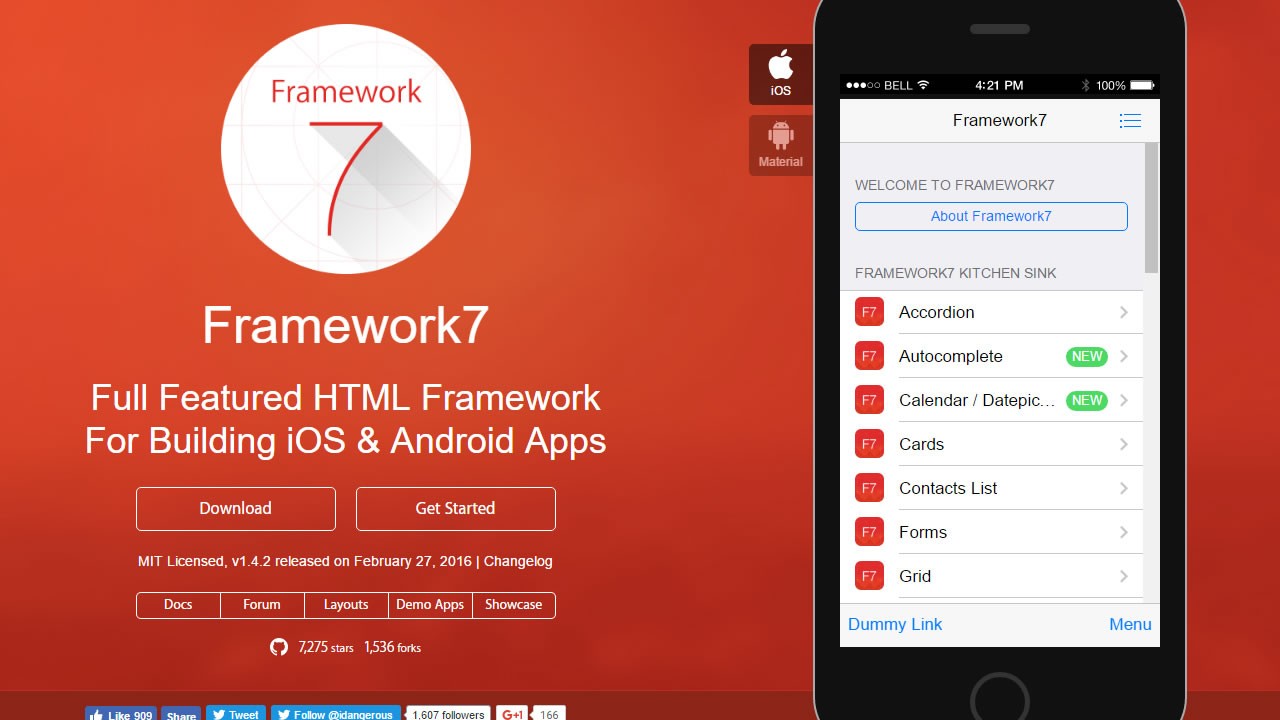 Framework
7
Framework7
Full Featured HTML Framework
For Building iOS & Android Apps
Download
Get Started
MIT Licensed, v1.4.2 released on February 27, 2016 | Changelog
Docs
Forum
Layouts
Demo Apps
Showcase
7,275 stars 1,536 forks
Like 909
Share
Tweet
Follow @idangerous
1,607 followers
G+1
166
iOS
Material
BELL 4:21 PM 100%
Framework7
WELCOME TO FRAMEWORK7
About Framework7
FRAMEWORK7 KITCHEN SINK
F7 Accordion
F7 Autocomplete NEW
F7 Calendar / Datepic... NEW
F7 Cards
F7 Contacts List
F7 Forms
F7 Grid
Dummy Link
Menu